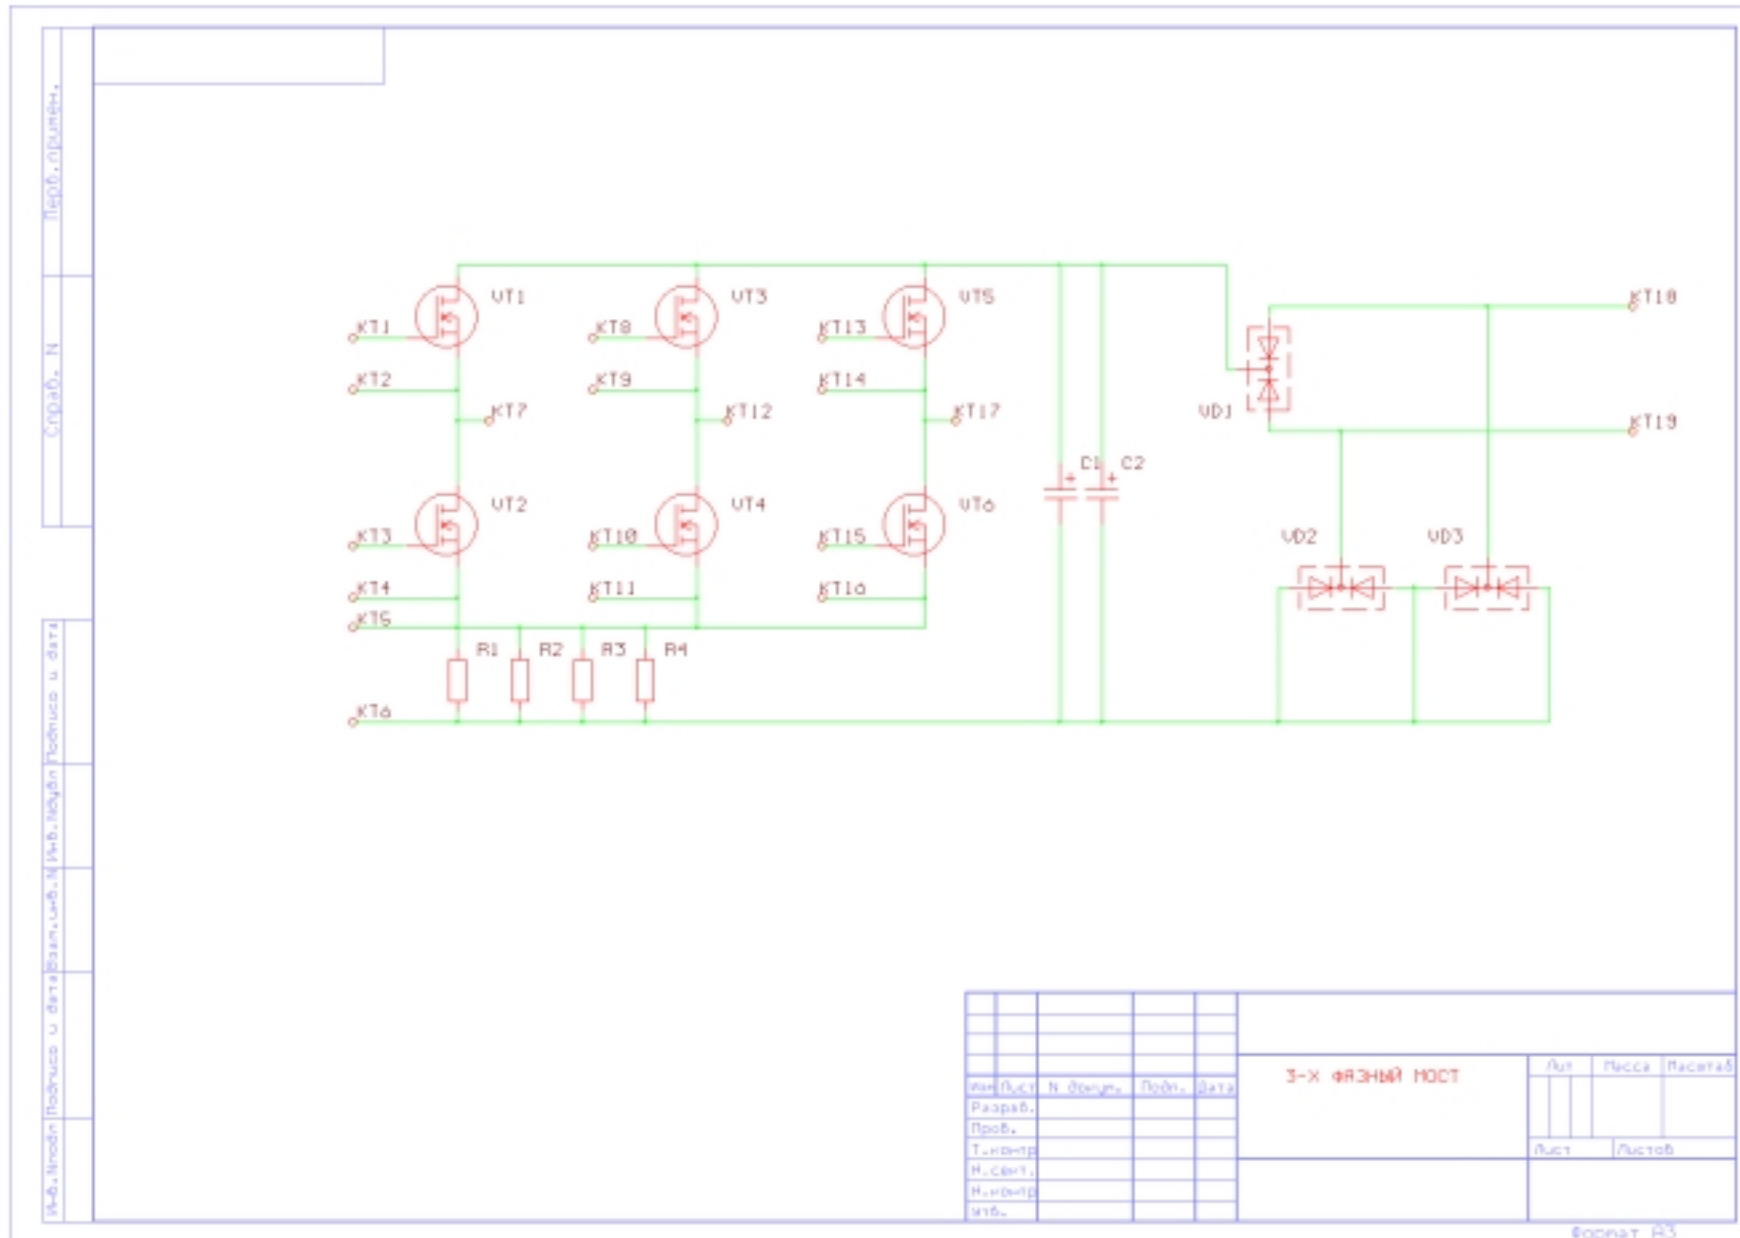 Перв.примен.
Справ. N
Подпись и дата
Инв.Nдубл
Взам.инв.N
Подпись и дата
Инв.Nподл
VT1
VT3
VT5
KT18
KT1
KT8
KT13
KT2
KT9
KT14
KT7
KT12
KT17
VD1
KT19
C1
C2
VT2
VT4
VT6
KT3
KT10
KT15
VD2
VD3
KT4
KT11
KT16
KT5
R1
R2
R3
R4
KT6
3-Х ФАЗНЫЙ МОСТ
Лит
Масса
Масштаб
Изм
Лист
N докум.
Подп.
Дата
Разраб.
Пров.
Т.контр
Н.контр
Утв.
Лист
Листов
Формат A3